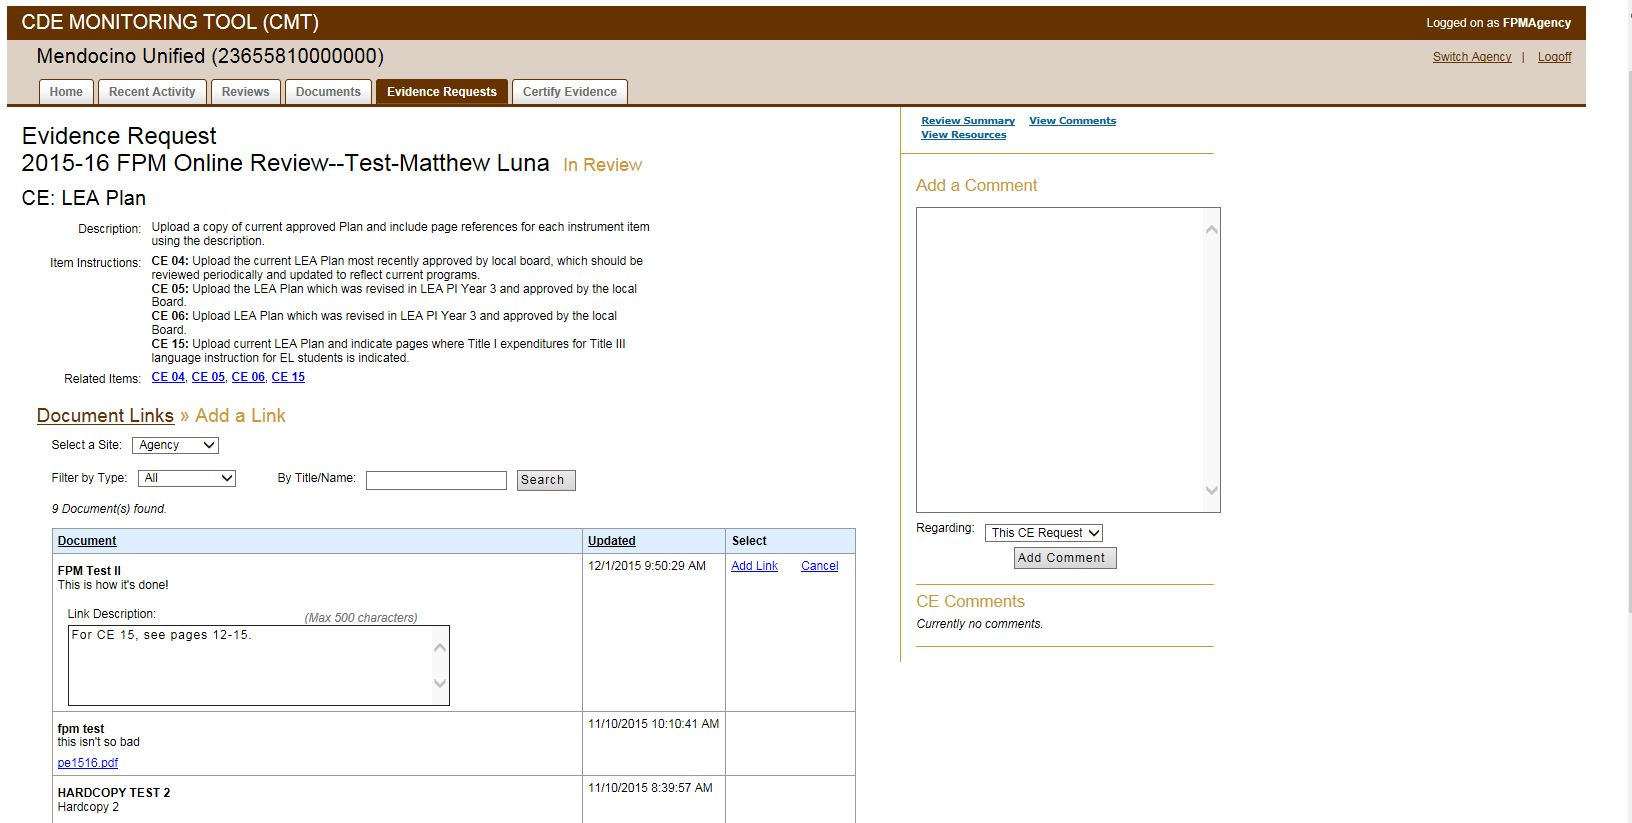 CDE MONITORING TOOL (CMT)
Logged on as FPMAgency
Mendocino Unified (23655810000000)
Switch Agency | Logoff
Home
Recent Activity
Reviews
Documents
Evidence Requests
Certify Evidence
Evidence Request
2015-16 FPM Online Review--Test-Matthew Luna In Review
CE: LEA Plan
Description: Upload a copy of current approved Plan and include page references for each instrument item
using the description.
Item Instructions: CE 04: Upload the current LEA Plan most recently approved by local board, which should be
reviewed periodically and updated to reflect current programs.
CE 05: Upload the LEA Plan which was revised in LEA PI Year 3 and approved by the local
Board.
CE 06: Upload LEA Plan which was revised in LEA PI Year 3 and approved by the local
Board.
CE 15: Upload current LEA Plan and indicate pages where Title I expenditures for Title III
language instruction for EL students is indicated.
Related Items: CE 04, CE 05, CE 06, CE 15
Document Links » Add a Link
Select a Site: Agency
Filter by Type: All By Title/Name: Search
9 Document(s) found.
Document Updated Select
FPM Test II 12/1/2015 9:50:29 AM Add Link Cancel
This is how it's done!
Link Description: (Max 500 characters)
For CE 15, see pages 12-15.
fpm test 11/10/2015 10:10:41 AM
this isn't so bad
pe1516.pdf
HARDCOPY TEST 2 11/10/2015 8:39:57 AM
Hardcopy 2
Review Summary View Comments
View Resources
Add a Comment
Regarding: This CE Request
Add Comment
CE Comments
Currently no comments.